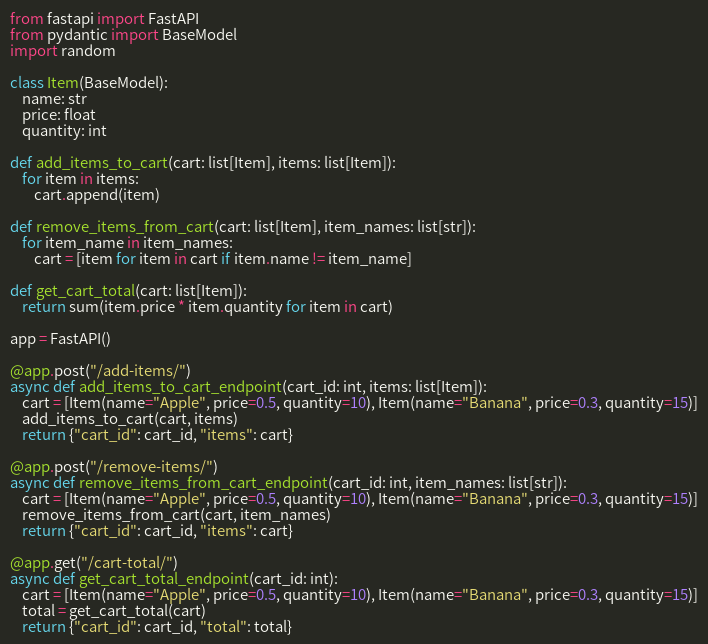 from fastapi import FastAPI
from pydantic import BaseModel
import random

class Item(BaseModel):
    name: str
    price: float
    quantity: int

def add_items_to_cart(cart: list[Item], items: list[Item]):
    for item in items:
        cart.append(item)

def remove_items_from_cart(cart: list[Item], item_names: list[str]):
    for item_name in item_names:
        cart = [item for item in cart if item.name != item_name]

def get_cart_total(cart: list[Item]):
    return sum(item.price * item.quantity for item in cart)

app = FastAPI()

@app.post("/add-items/")
async def add_items_to_cart_endpoint(cart_id: int, items: list[Item]):
    cart = [Item(name="Apple", price=0.5, quantity=10), Item(name="Banana", price=0.3, quantity=15)]
    add_items_to_cart(cart, items)
    return {"cart_id": cart_id, "items": cart}

@app.post("/remove-items/")
async def remove_items_from_cart_endpoint(cart_id: int, item_names: list[str]):
    cart = [Item(name="Apple", price=0.5, quantity=10), Item(name="Banana", price=0.3, quantity=15)]
    remove_items_from_cart(cart, item_names)
    return {"cart_id": cart_id, "items": cart}

@app.get("/cart-total/")
async def get_cart_total_endpoint(cart_id: int):
    cart = [Item(name="Apple", price=0.5, quantity=10), Item(name="Banana", price=0.3, quantity=15)]
    total = get_cart_total(cart)
    return {"cart_id": cart_id, "total": total}